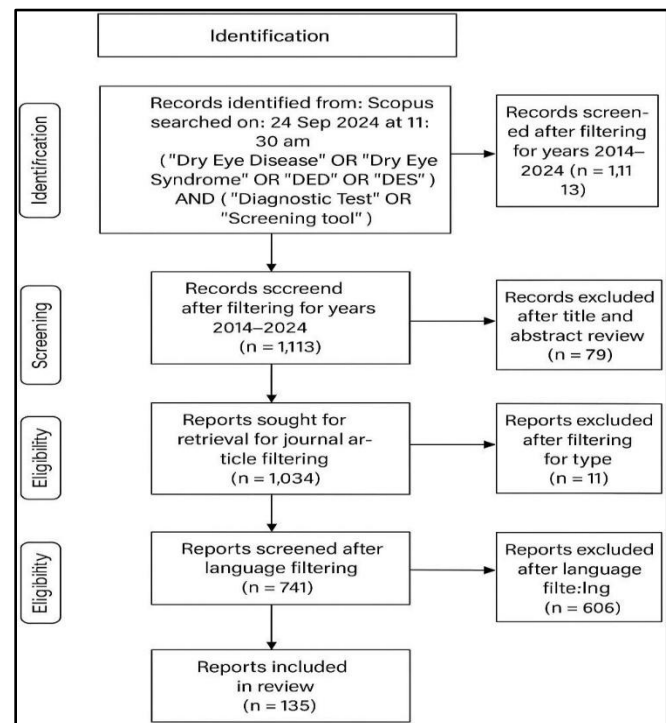 Identification
Identification
Records identified from: Scopus
searched on: 24 Sep 2024 at 11:
30 am
("Dry Eye Disease" OR "Dry Eye
Syndrome" OR "DED" OR "DES")
AND ( "Diagnostic Test" OR
"Screening tool")
Records screen-
ed after filtering
for years 2014–
2024 (n = 1,11
13)
Screening
Records sccreend
after filtering for years
2014–2024
(n = 1,113)
Records excluded
after title and
abstract review
(n = 79)
Eligibility
Reports sought for
retrieval for journal ar-
ticle filtering
(n = 1,034)
Reports excluded
after filtering
for type
(n = 11)
Eligibility
Reports screened after
language filtering
(n = 741)
Reports excluded
after language
filte:lng
(n = 606)
Reports included
in review
(n = 135)